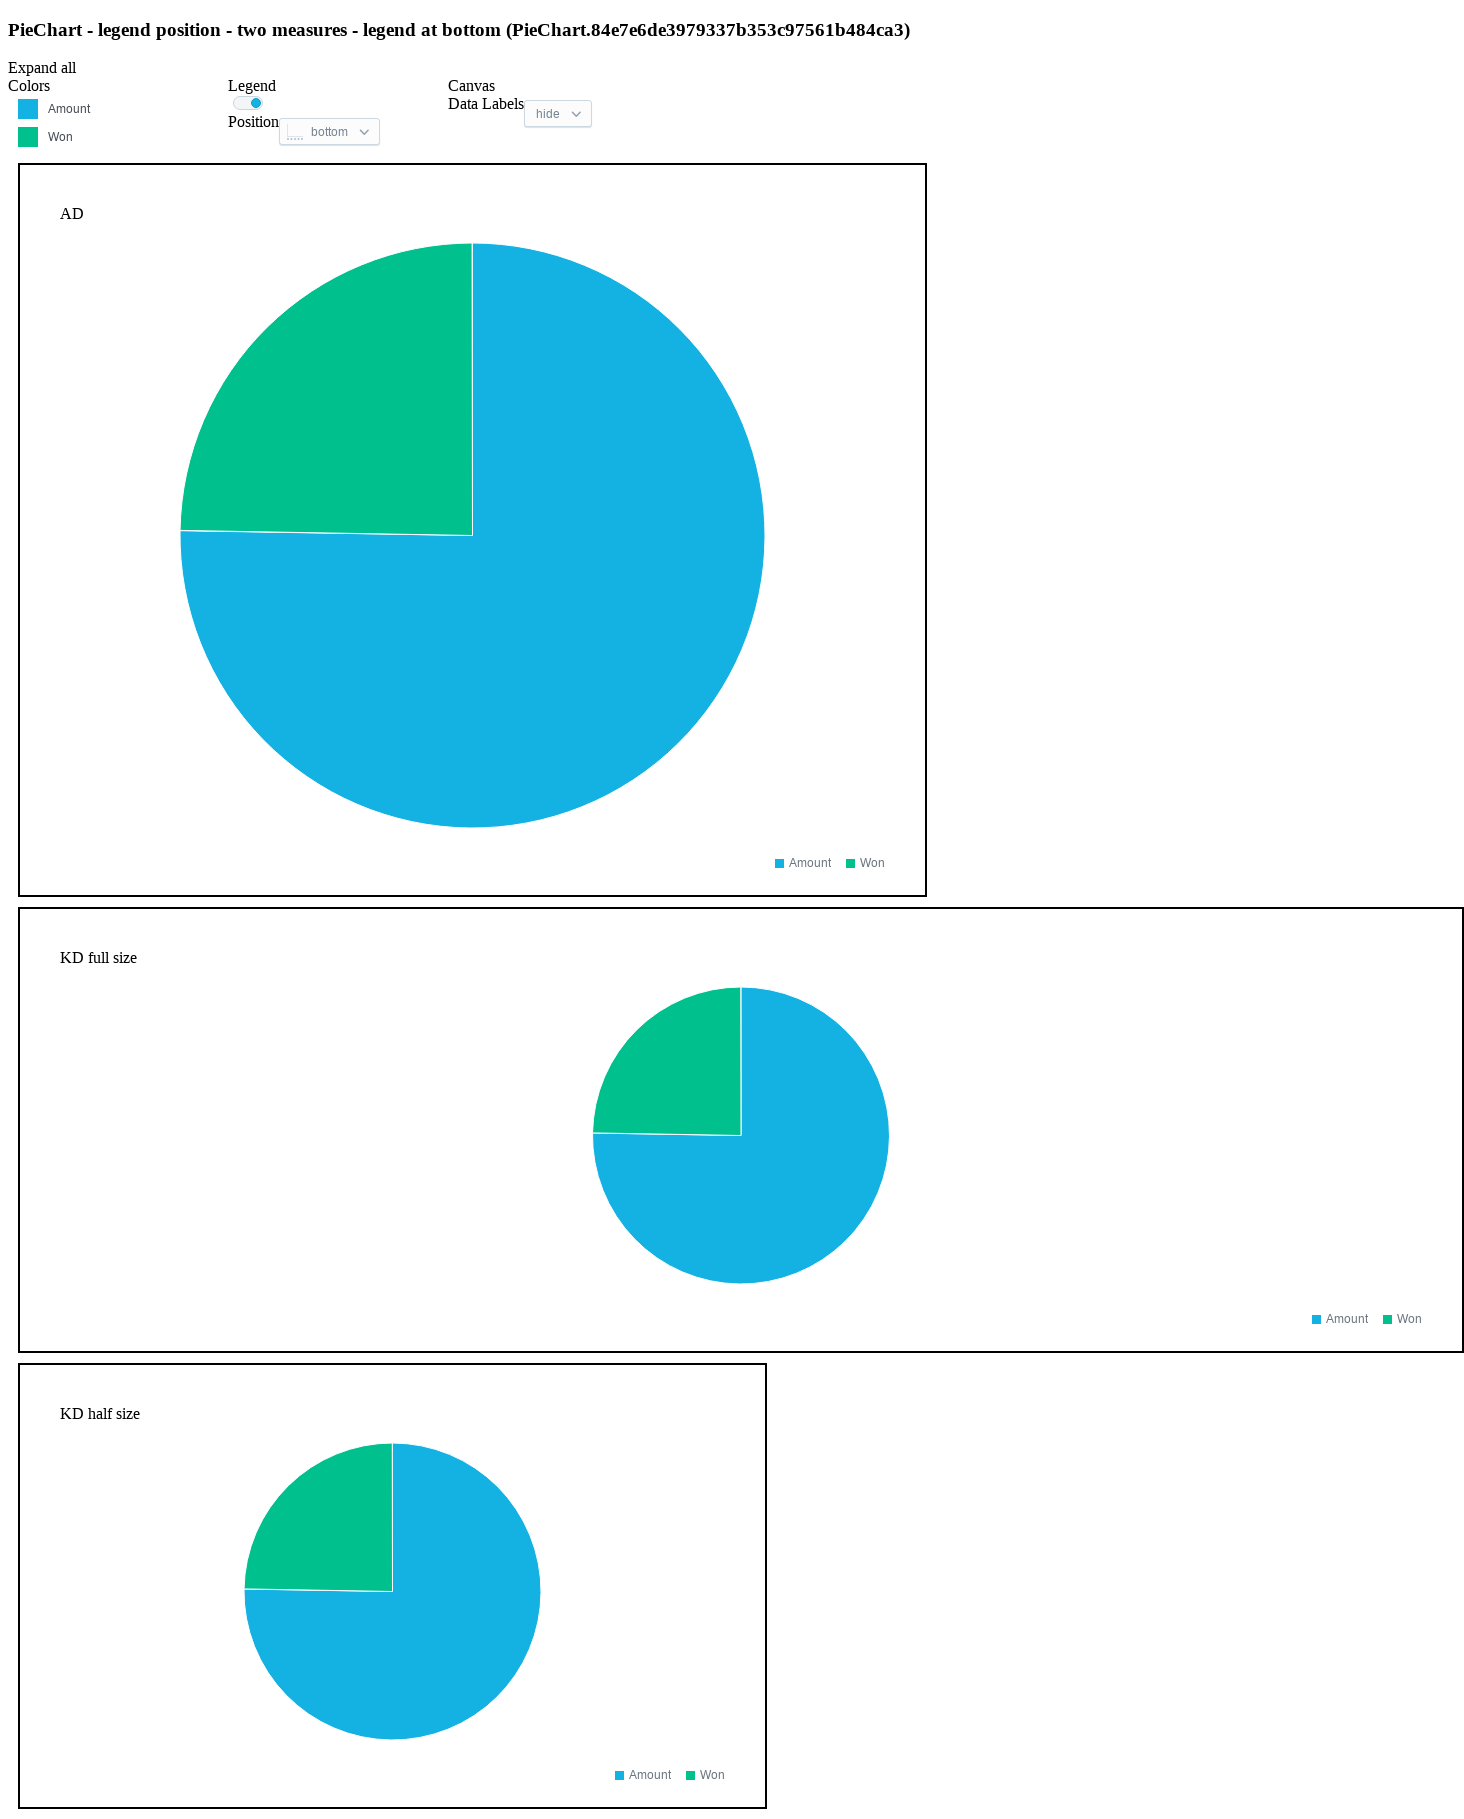 PieChart - legend position - two measures - legend at bottom (PieChart.84e7e6de3979337b353c97561b484ca3)
Expand all
Colors
Amount
Won
Legend
Position
bottom
Canvas
Data Labels
hide
AD
Amount Won
KD full size
Amount Won
KD half size
Amount Won